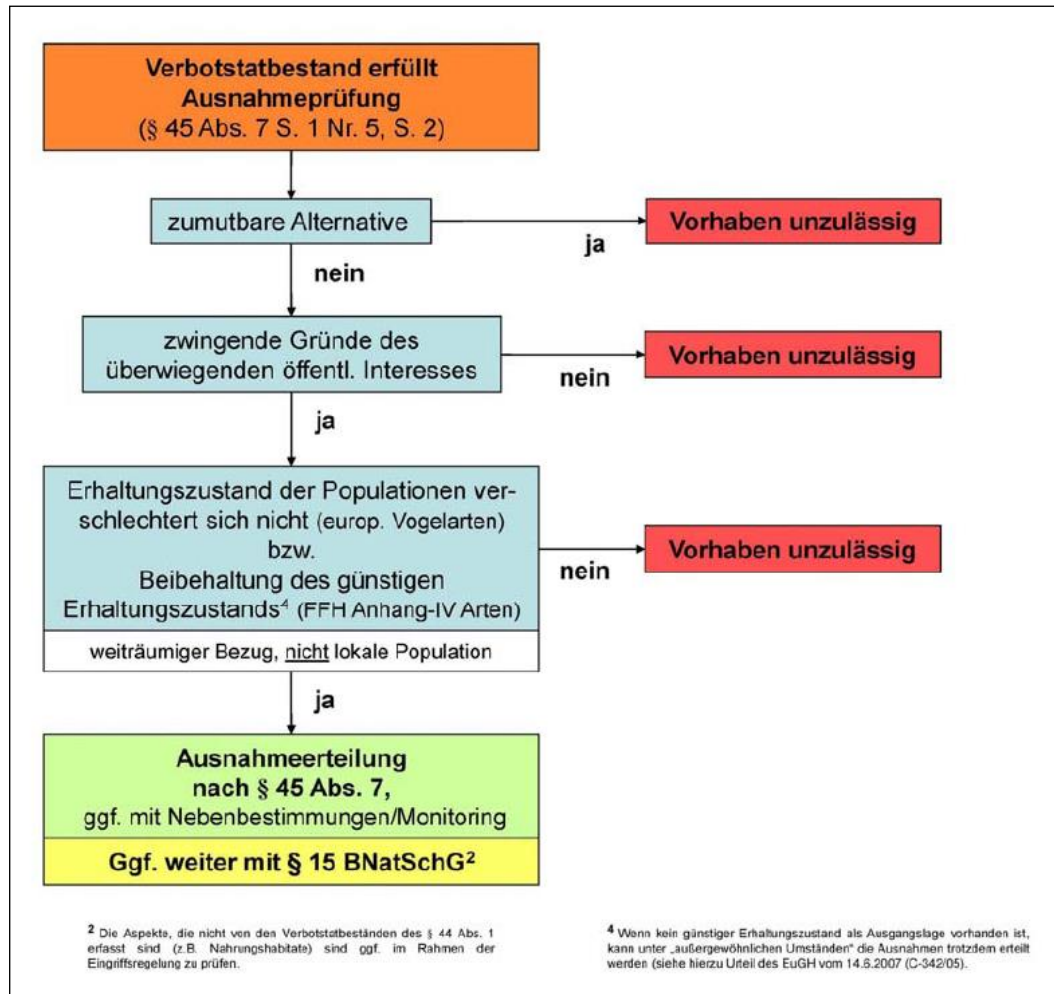 Verbotstatbestand erfüllt
Ausnahmeprüfung
(§ 45 Abs. 7 S. 1 Nr. 5, S. 2)
zumutbare Alternative
ja
Vorhaben unzulässig
nein
zwingende Gründe des
überwiegenden öffentl. Interesses
nein
Vorhaben unzulässig
ja
Erhaltungszustand der Populationen ver-
schlechtert sich nicht (europ. Vogelarten)
bzw.
Beibehaltung des günstigen
Erhaltungszustands⁴ (FFH Anhang-IV Arten)
weiträumiger Bezug, nicht lokale Population
nein
Vorhaben unzulässig
ja
Ausnahmeerteilung
nach § 45 Abs. 7,
ggf. mit Nebenbestimmungen/Monitoring
Ggf. weiter mit § 15 BNatSchG²
² Die Aspekte, die nicht von den Verbotstatbeständen des § 44 Abs. 1
erfasst sind (z.B. Nahrungshabitate) sind ggf. im Rahmen der
Eingriffsregelung zu prüfen.
⁴ Wenn kein günstiger Erhaltungszustand als Ausgangslage vorhanden ist,
kann unter „außergewöhnlichen Umständen" die Ausnahmen trotzdem erteilt
werden (siehe hierzu Urteil des EuGH vom 14.6.2007 (C-342/05).